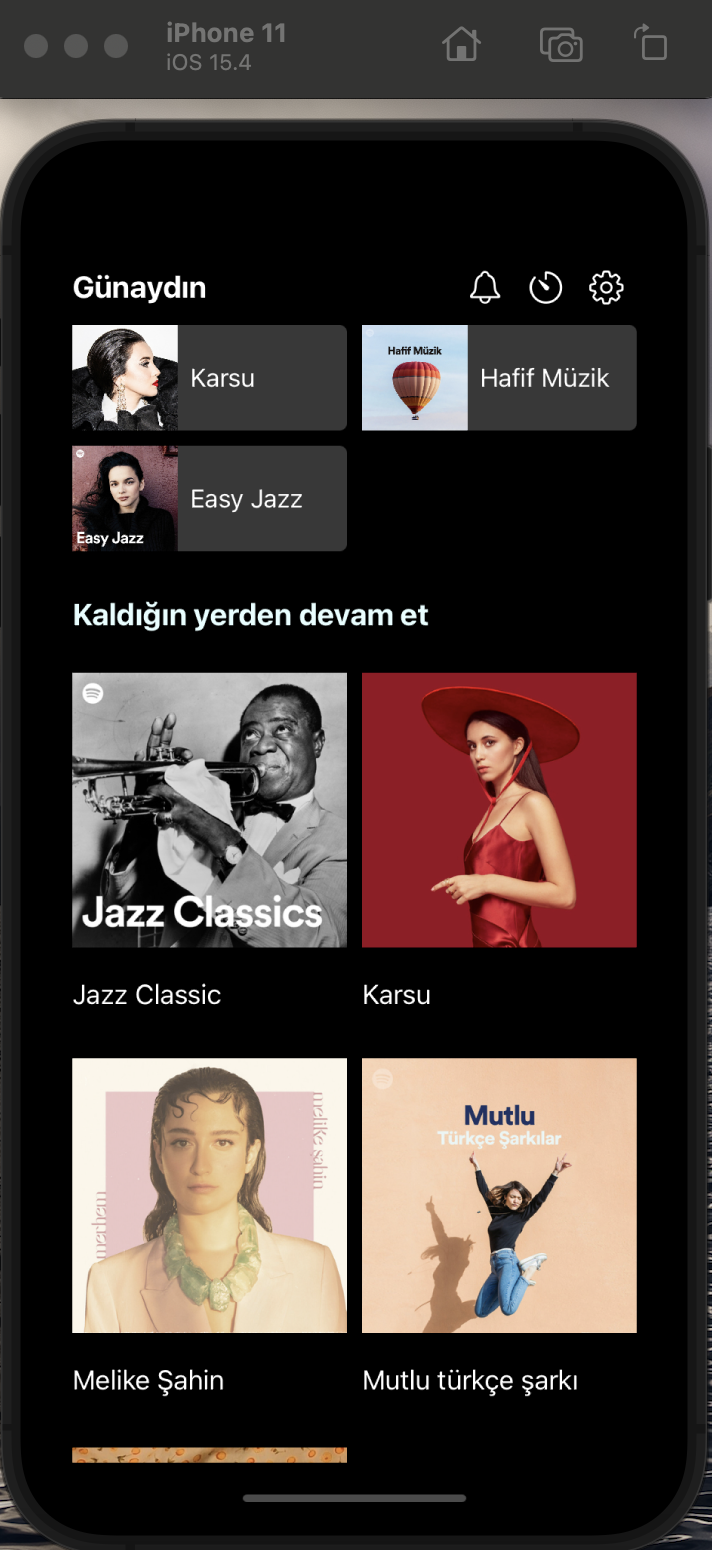 iPhone 11
iOS 15.4
Günaydın
Karsu
Hafif Müzik
Hafif Müzik
Easy Jazz
Easy Jazz
Kaldığın yerden devam et
Jazz Classics
Jazz Classic
Karsu
melike şahin
merhem
Mutlu
Türkçe Şarkılar
Melike Şahin
Mutlu türkçe şarkı